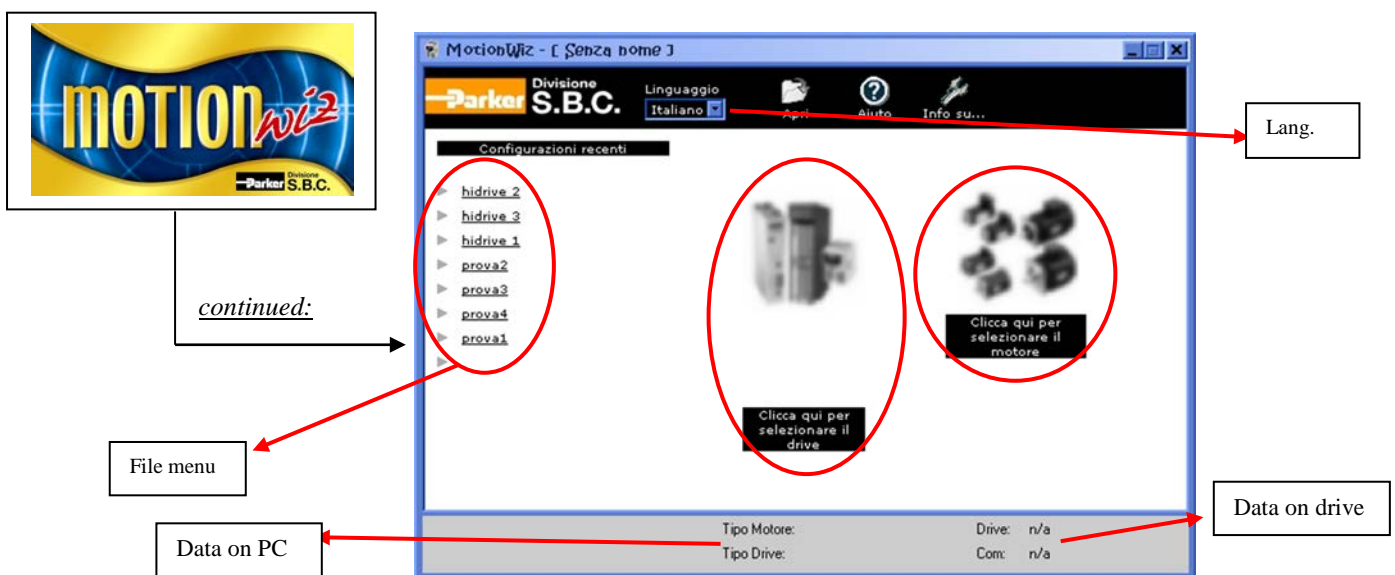 MOTION wiz
Parker Divisione S.B.C.
continued:
MotionWiz - [ Senza nome ]
Parker Divisione S.B.C.
Linguaggio
Italiano
Apri
Aiuto
Info su...
Lang.
Configurazioni recenti
hidrive 2
hidrive 3
hidrive 1
prova2
prova3
prova4
prova1
Clicca qui per
selezionare il
drive
Clicca qui per
selezionare il
motore
File menu
Data on PC
Tipo Motore:
Tipo Drive:
Drive: n/a
Com: n/a
Data on drive